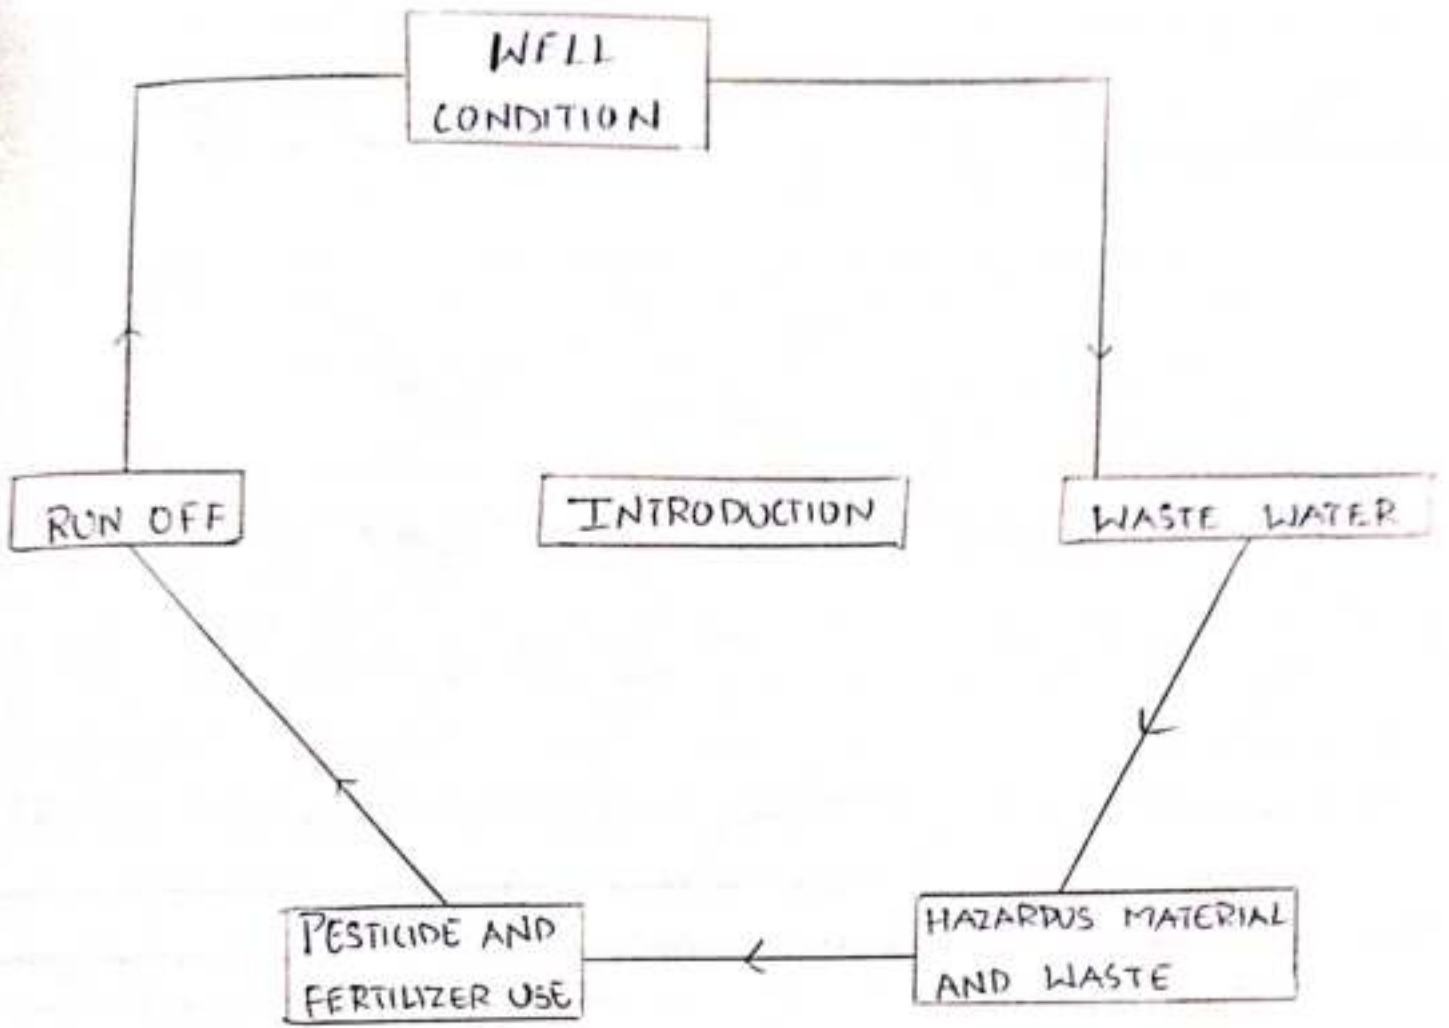 WELL
CONDITION
RUN OFF
INTRODUCTION
WASTE WATER
PESTICIDE AND
FERTILIZER USE
HAZARDUS MATERIAL
AND WASTE